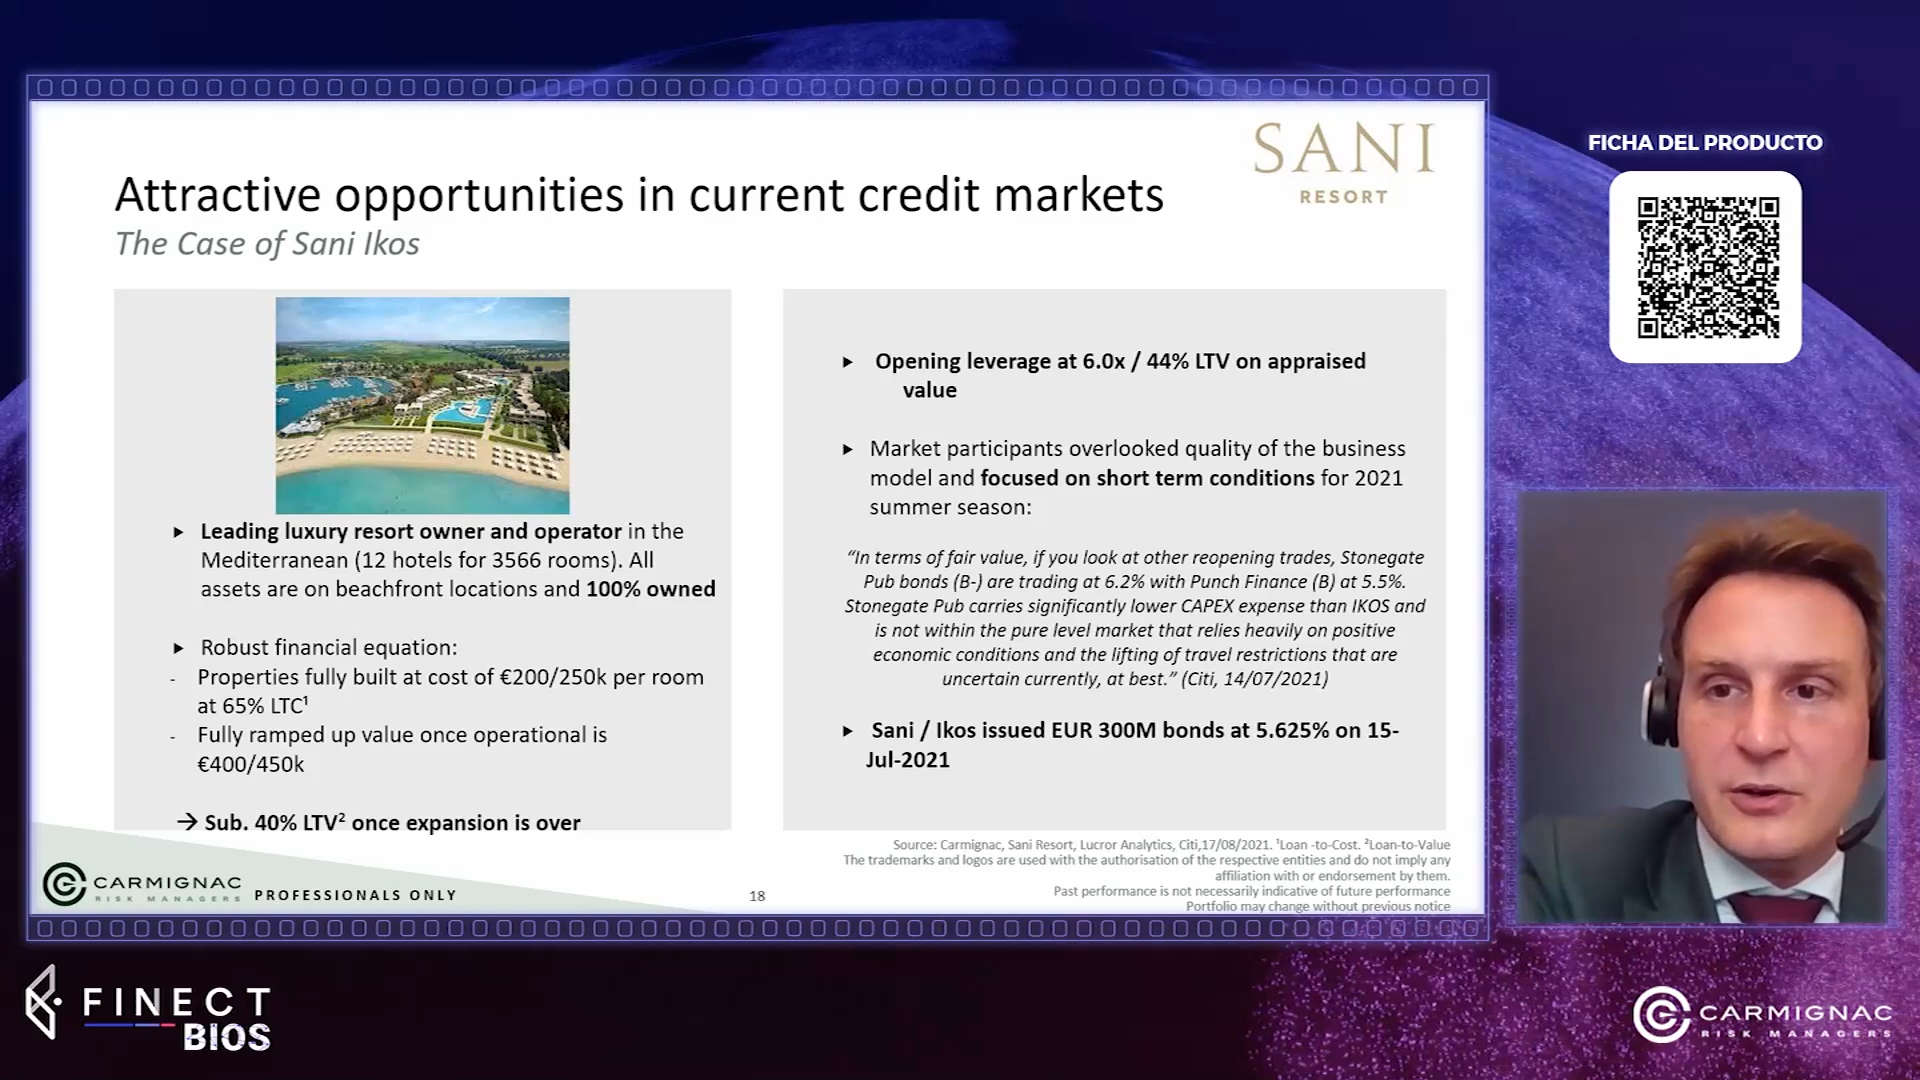 SANI
RESORT
FICHA DEL PRODUCTO
Attractive opportunities in current credit markets
The Case of Sani Ikos
▸ Leading luxury resort owner and operator in the
Mediterranean (12 hotels for 3566 rooms). All
assets are on beachfront locations and 100% owned
▸ Robust financial equation:
- Properties fully built at cost of €200/250k per room
at 65% LTC¹
- Fully ramped up value once operational is
€400/450k
→ Sub. 40% LTV² once expansion is over
▸ Opening leverage at 6.0x / 44% LTV on appraised
value
▸ Market participants overlooked quality of the business
model and focused on short term conditions for 2021
summer season:
“In terms of fair value, if you look at other reopening trades, Stonegate
Pub bonds (B-) are trading at 6.2% with Punch Finance (B) at 5.5%.
Stonegate Pub carries significantly lower CAPEX expense than IKOS and
is not within the pure level market that relies heavily on positive
economic conditions and the lifting of travel restrictions that are
uncertain currently, at best.” (Citi, 14/07/2021)
▸ Sani / Ikos issued EUR 300M bonds at 5.625% on 15-
Jul-2021
Source: Carmignac, Sani Resort, Lucror Analytics, Citi,17/08/2021. ¹Loan -to-Cost. ²Loan-to-Value
The trademarks and logos are used with the authorisation of the respective entities and do not imply any
affiliation with or endorsement by them.
Past performance is not necessarily indicative of future performance
Portfolio may change without previous notice
CARMIGNAC
RISK MANAGERS
PROFESSIONALS ONLY
18
FINECT
BIOS
CARMIGNAC
RISK MANAGERS